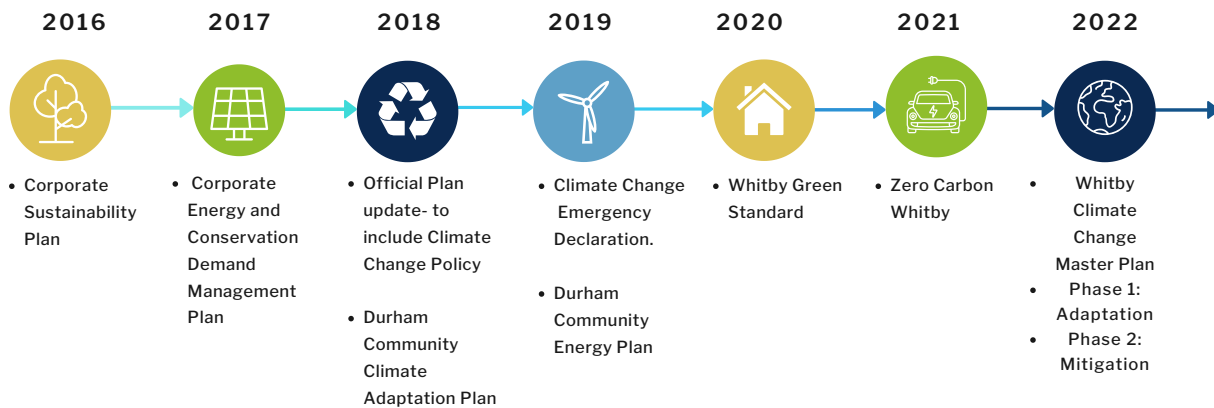 2016
2017
2018
2019
2020
2021
2022
• Corporate
Sustainability
Plan
• Corporate
Energy and
Conservation
Demand
Management
Plan
• Official Plan
update- to
include Climate
Change Policy
• Durham
Community
Climate
Adaptation Plan
• Climate Change
Emergency
Declaration.
• Durham
Community
Energy Plan
• Whitby Green
Standard
• Zero Carbon
Whitby
• Whitby
Climate
Change
Master Plan
• Phase 1:
Adaptation
• Phase 2:
Mitigation